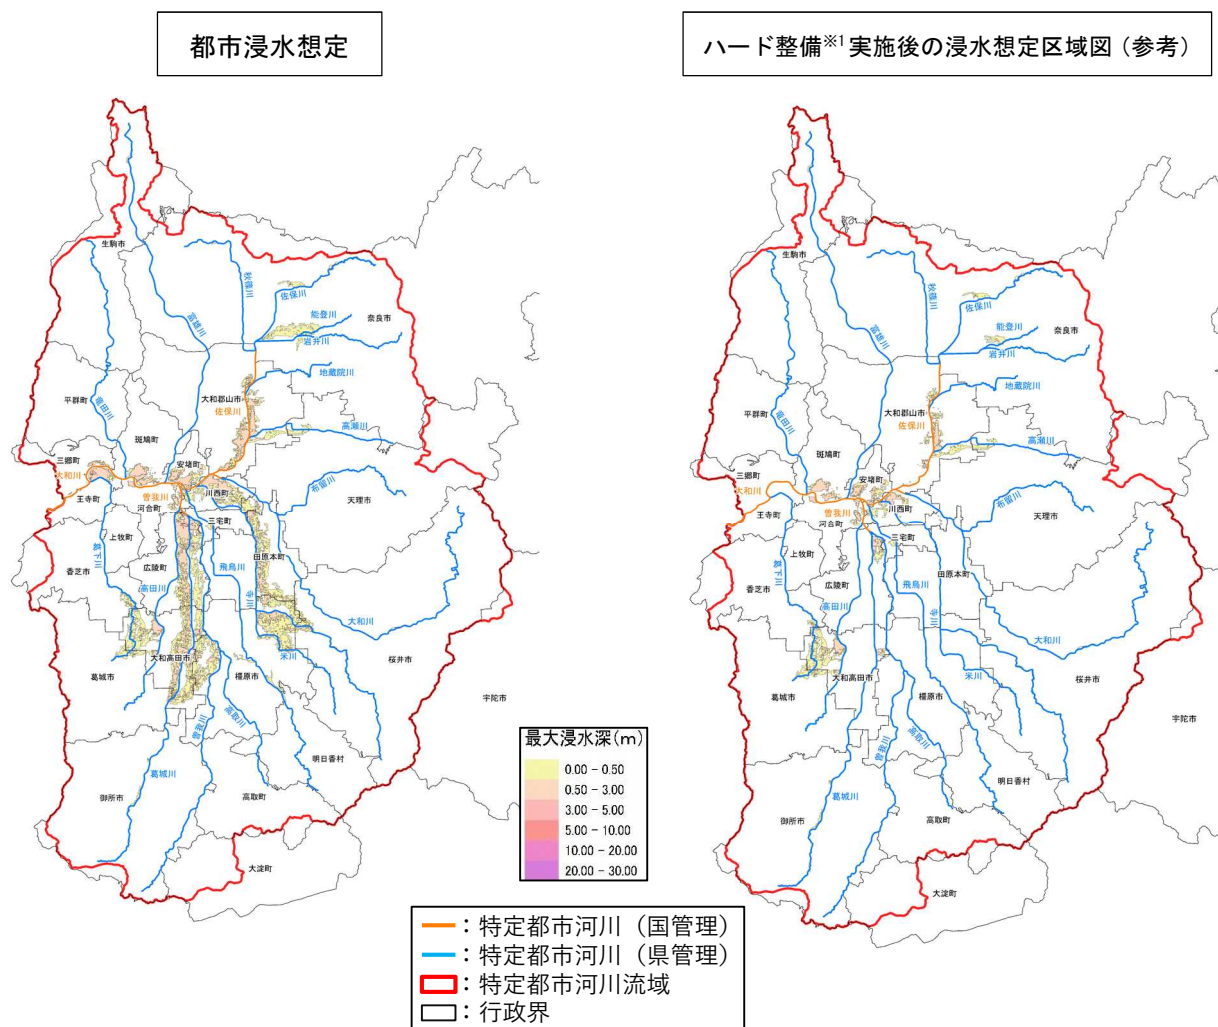 都市浸水想定
ハード整備※1実施後の浸水想定区域図（参考）
生駒市
秋篠川
佐保川
能登川
奈良市
岩井川
富雄川
地蔵院川
平群町
竜田川
大和郡山市
佐保川
高瀬川
斑鳩町
三郷町
安堵町
大和川
布留川
天理市
王寺町
曽我川
川西町
河合町
三宅町
上牧町
田原本町
葛下川
香芝市
広陵町
飛鳥川
高田川
寺川
大和川
米川
大和高田市
桜井市
葛城市
橿原市
宇陀市
曽我川
高取川
明日香村
葛城川
御所市
高取町
大淀町
生駒市
秋篠川
佐保川
能登川
奈良市
岩井川
富雄川
地蔵院川
平群町
竜田川
大和郡山市
佐保川
高瀬川
斑鳩町
三郷町
安堵町
大和川
布留川
天理市
王寺町
曽我川
川西町
河合町
三宅町
上牧町
田原本町
葛下川
香芝市
広陵町
飛鳥川
高田川
寺川
大和川
米川
大和高田市
桜井市
葛城市
橿原市
宇陀市
曽我川
高取川
明日香村
葛城川
御所市
高取町
大淀町
最大浸水深(m)
0.00 - 0.50
0.50 - 3.00
3.00 - 5.00
5.00 - 10.00
10.00 - 20.00
20.00 - 30.00
：特定都市河川（国管理）
：特定都市河川（県管理）
：特定都市河川流域
：行政界